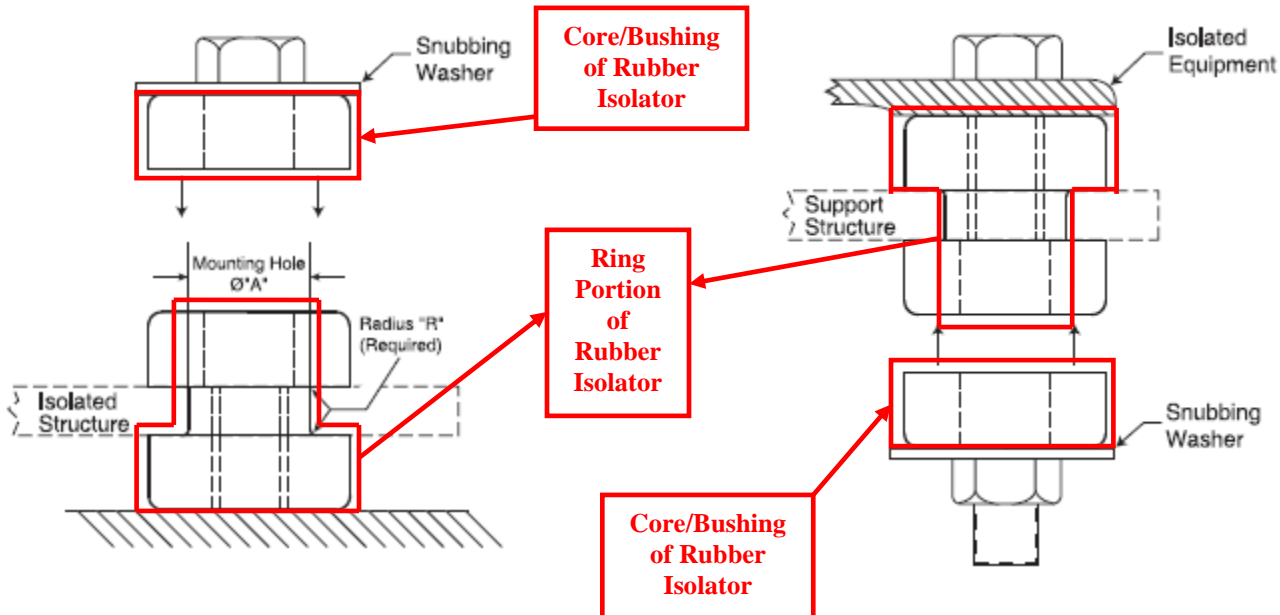 Snubbing
Washer
Core/Bushing
of Rubber
Isolator
Isolated
Equipment
Support
Structure
Mounting Hole
Ø"A"
Ring
Portion
of
Rubber
Isolator
Radius "R"
(Required)
Isolated
Structure
Snubbing
Washer
Core/Bushing
of Rubber
Isolator